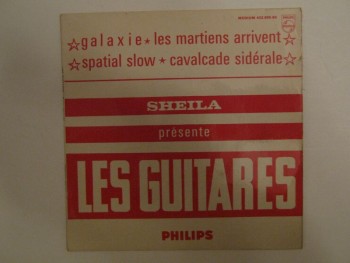 ☆galaxie★les martiens arrivent☆
☆spatial slow★cavalcade sidérale☆
SHEILA
présente
LES GUITARES
PHILIPS